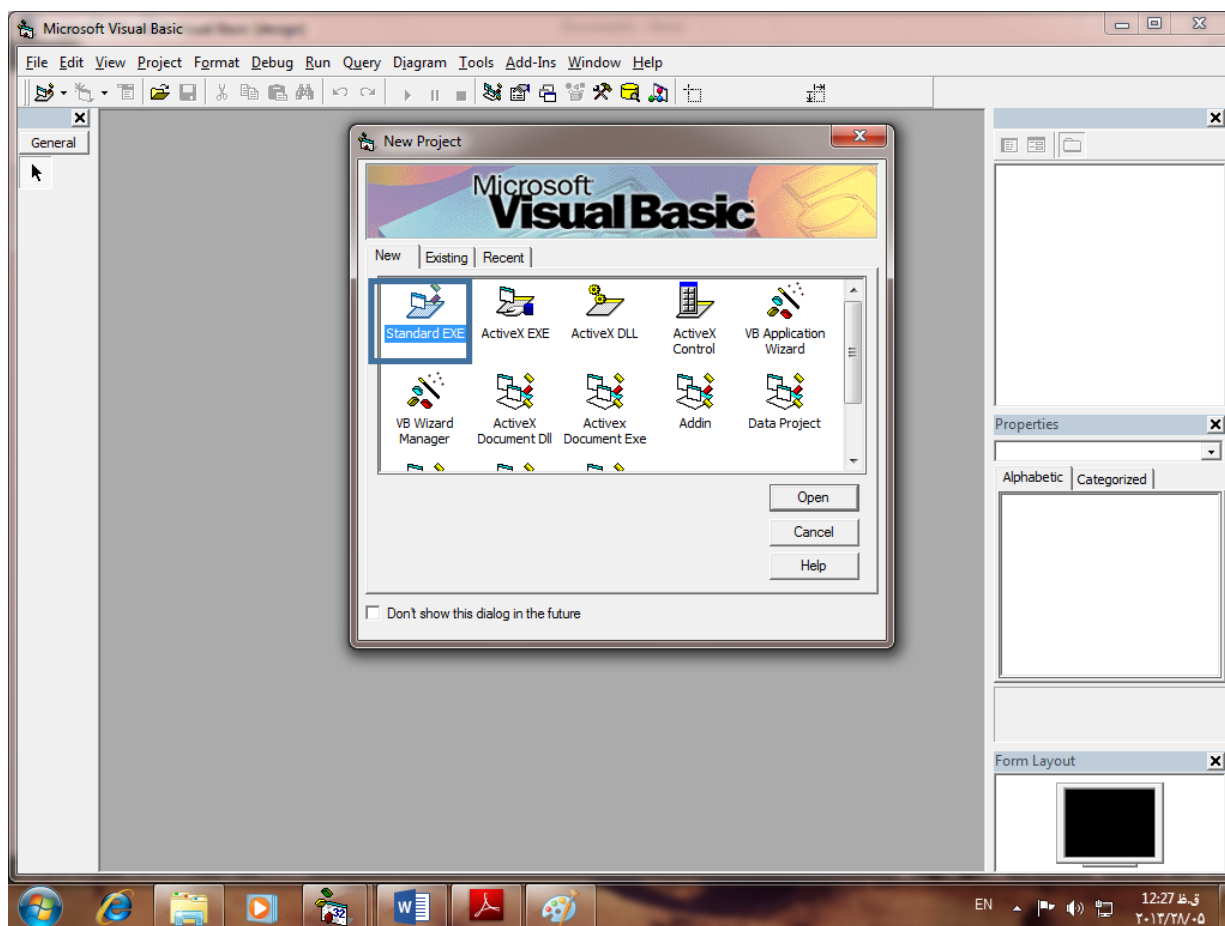 Microsoft Visual Basic
File Edit View Project Format Debug Run Query Diagram Tools Add-Ins Window Help
General
New Project
Microsoft
Visual Basic
New Existing Recent
Standard EXE ActiveX EXE ActiveX DLL ActiveX Control VB Application Wizard
VB Wizard Manager ActiveX Document Dll Activex Document Exe Addin Data Project
Open
Cancel
Help
Don't show this dialog in the future
Properties
Alphabetic Categorized
Form Layout
32
W
EN
12:27 ق.ظ
٢٠١٣/٢٨/٠٥